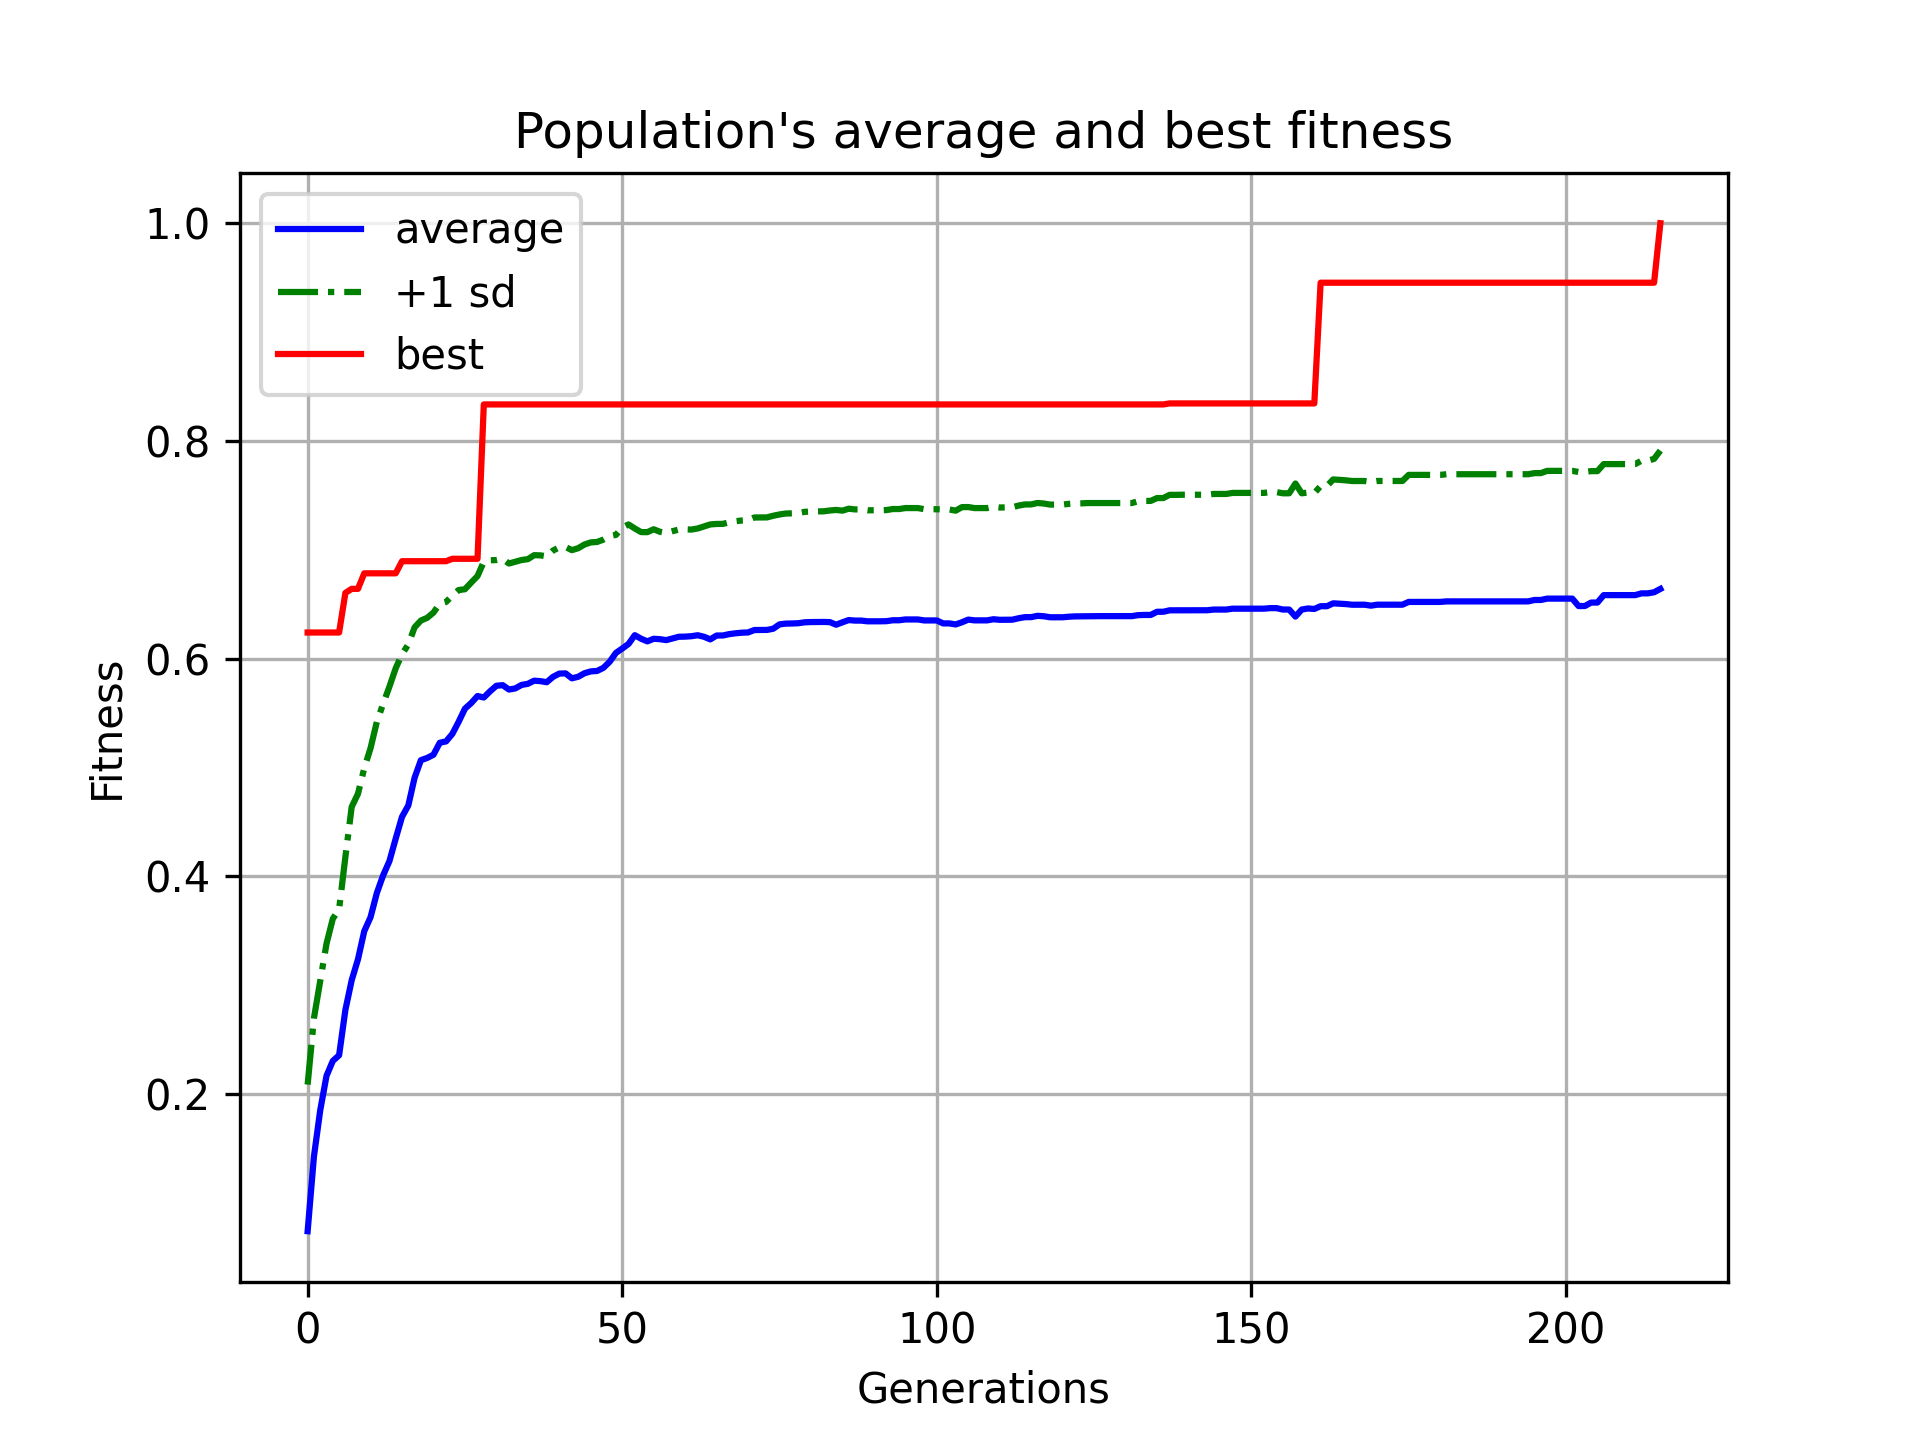 Population's average and best fitness
average
+1 sd
best
1.0
0.8
0.6
0.4
0.2
Fitness
0 50 100 150 200
Generations